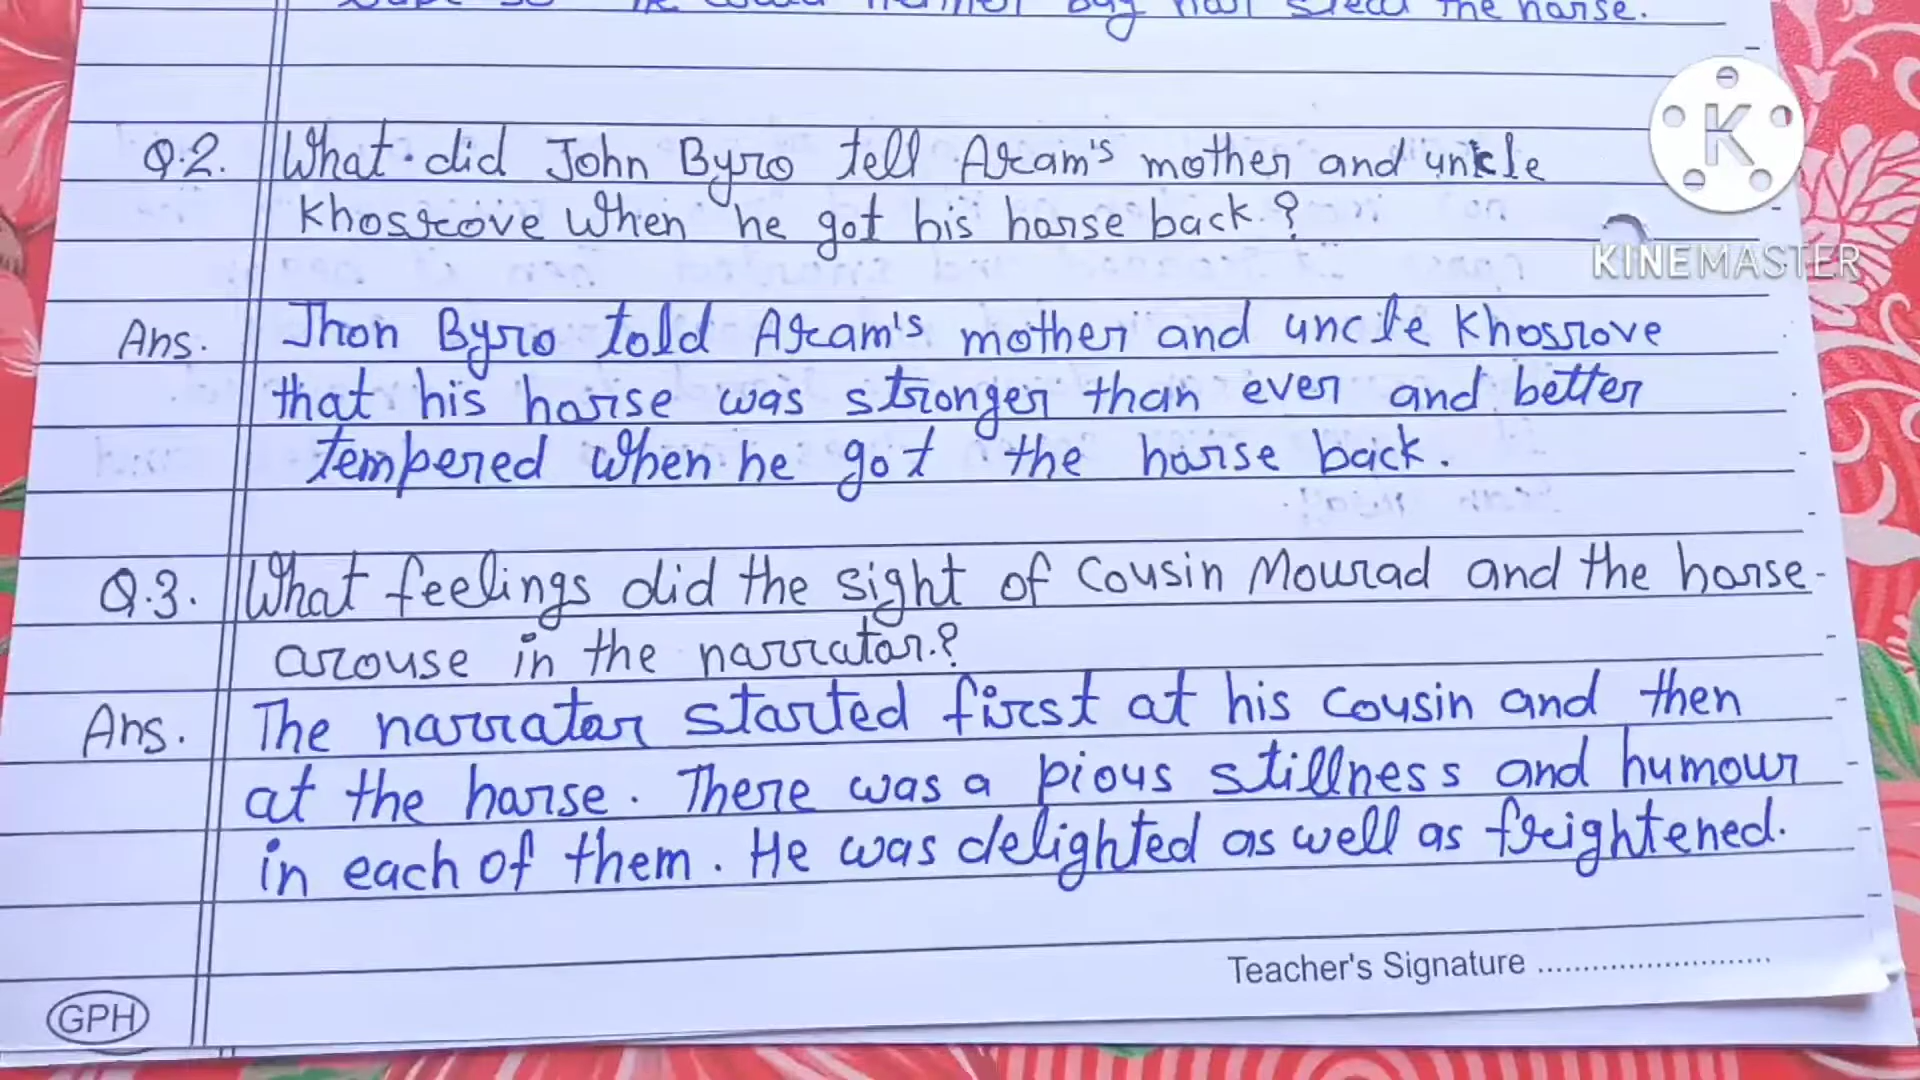 the horse.
Q.2. What did John Byro tell Aram's mother and unkle
Khosrove when he got his horse back ?
Ans. Jhon Byro told Aram's mother and uncle Khosrove
that his horse was stronger than ever and better
tempered when he got the horse back.
Q.3. What feelings did the sight of Cousin Mourad and the horse
arouse in the narrator.?
Ans. The narrator started first at his cousin and then
at the horse. There was a pious stillness and humour
in each of them. He was delighted as well as frightened.
Teacher's Signature ..........................
GPH
K
KINEMASTER